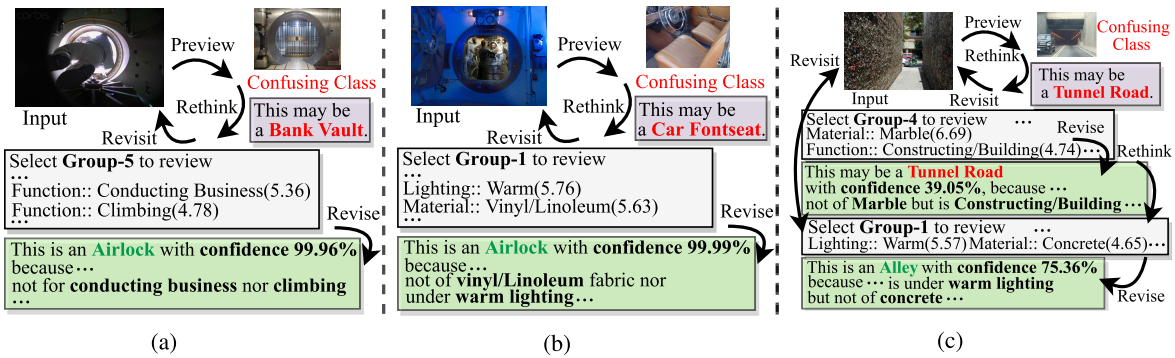 corbis
Preview
Confusing Class
Input
Rethink
Revisit
This may be
a Bank Vault.
Select Group-5 to review
...
Function:: Conducting Business(5.36)
Function:: Climbing(4.78)
...
Revise
This is an Airlock with confidence 99.96%
because ...
not for conducting business nor climbing
...
(a)
Preview
Confusing Class
Input
Rethink
Revisit
This may be
a Car Fontseat.
Select Group-1 to review
...
Lighting:: Warm(5.76)
Material:: Vinyl/Linoleum(5.63)
...
Revise
This is an Airlock with confidence 99.99%
because ...
not of vinyl/Linoleum fabric nor
under warm lighting...
(b)
Revisit
Preview
Confusing
Class
Rethink
Input
Revisit
This may be
a Tunnel Road.
Select Group-4 to review ...
Material:: Marble(6.69)
Function:: Constructing/Building(4.74)...
Revise
Rethink
This may be a Tunnel Road
with confidence 39.05%, because ...
not of Marble but is Constructing/Building ...
Select Group-1 to review ...
Lighting:: Warm(5.57) Material:: Concrete(4.65)...
This is an Alley with confidence 75.36%
because ... is under warm lighting
but not of concrete ...
Revise
(c)